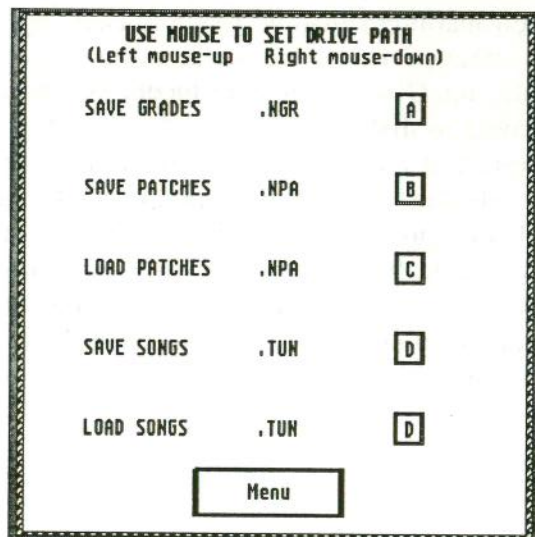 USE MOUSE TO SET DRIVE PATH
(Left mouse-up Right mouse-down)
SAVE GRADES .NGR A
SAVE PATCHES .NPA B
LOAD PATCHES .NPA C
SAVE SONGS .TUN D
LOAD SONGS .TUN D
Menu